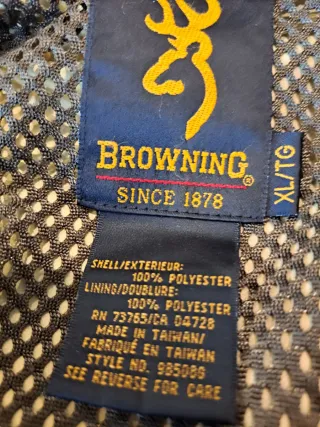 BROWNING
SINCE 1878
XL/TG
SHELL/EXTERIEUR:
100% POLYESTER
LINING/DOUBLURE:
100% POLYESTER
RN 73765/CA 04728
MADE IN TAIWAN/
FABRIQUÉ EN TAIWAN
STYLE NO. 985088
SEE REVERSE FOR CARE